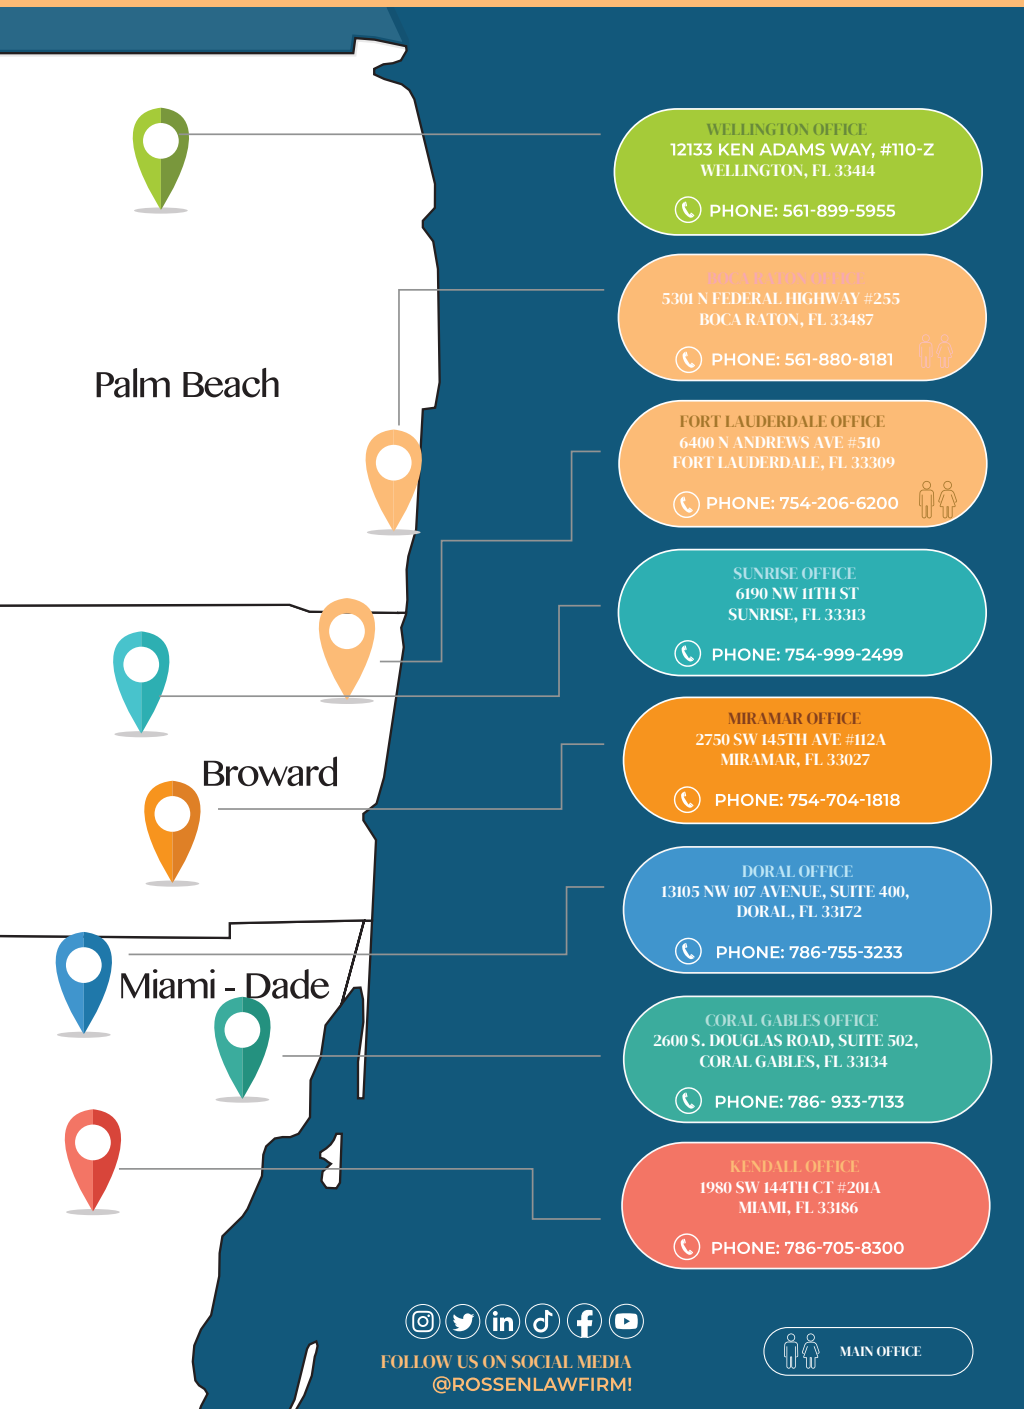 WELLINGTON OFFICE
12133 KEN ADAMS WAY, #110-Z
WELLINGTON, FL 33414
PHONE: 561-899-5955
BOCA RATON OFFICE
5301 N FEDERAL HIGHWAY #255
BOCA RATON, FL 33487
PHONE: 561-880-8181
Palm Beach
FORT LAUDERDALE OFFICE
6400 N ANDREWS AVE #510
FORT LAUDERDALE, FL 33309
PHONE: 754-206-6200
SUNRISE OFFICE
6190 NW 11TH ST
SUNRISE, FL 33313
PHONE: 754-999-2499
Broward
MIRAMAR OFFICE
2750 SW 145TH AVE #112A
MIRAMAR, FL 33027
PHONE: 754-704-1818
DORAL OFFICE
13105 NW 107 AVENUE, SUITE 400,
DORAL, FL 33172
PHONE: 786-755-3233
Miami - Dade
CORAL GABLES OFFICE
2600 S. DOUGLAS ROAD, SUITE 502,
CORAL GABLES, FL 33134
PHONE: 786- 933-7133
KENDALL OFFICE
1980 SW 144TH CT #201A
MIAMI, FL 33186
PHONE: 786-705-8300
FOLLOW US ON SOCIAL MEDIA
@ROSSENLAWFIRM!
MAIN OFFICE